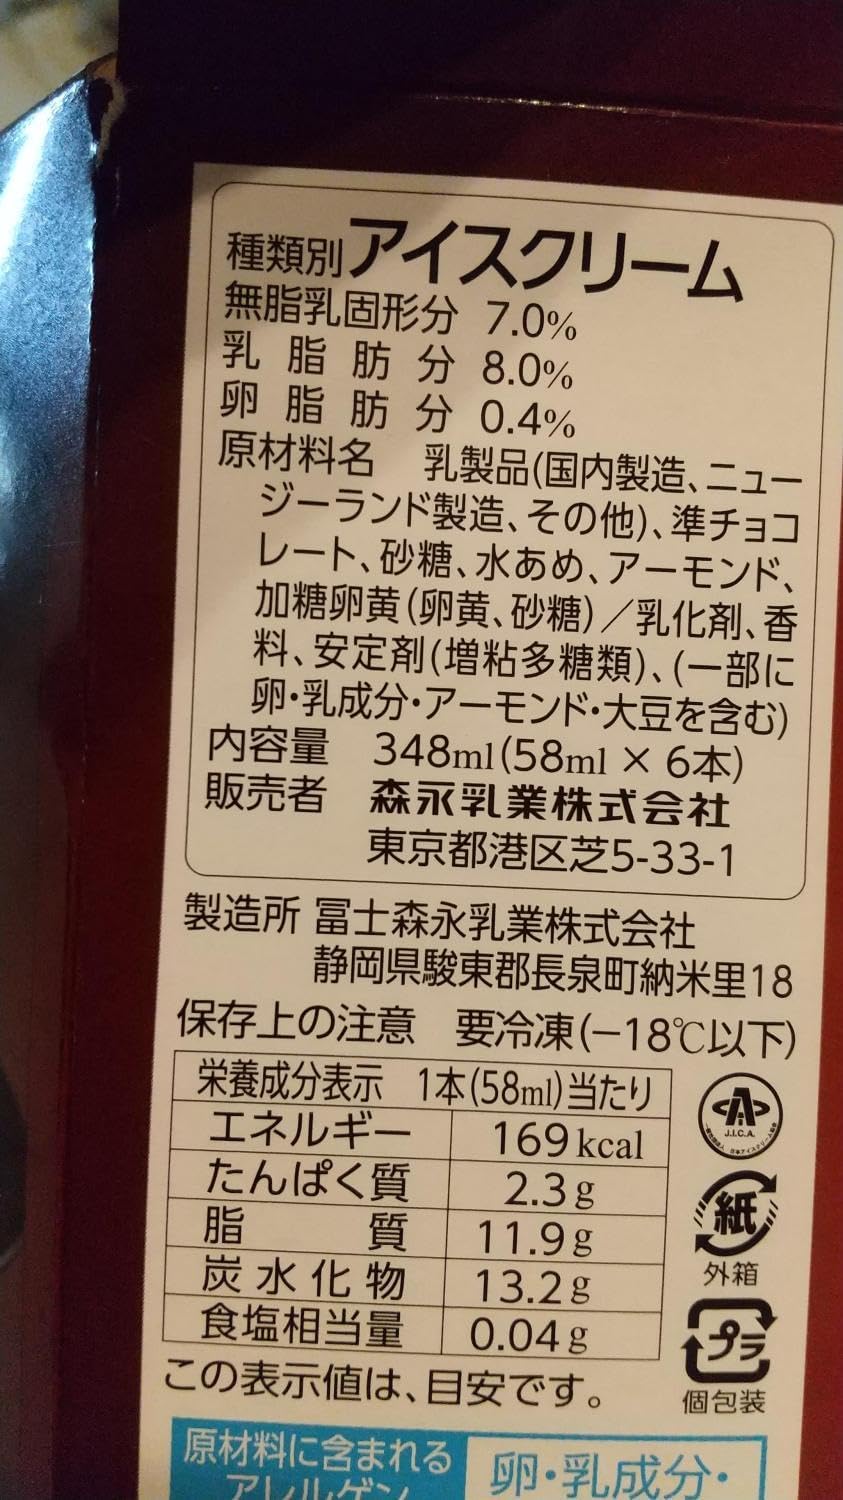 種類別アイスクリーム
無脂乳固形分 7.0%
乳脂肪分 8.0%
卵脂肪分 0.4%
原材料名 乳製品(国内製造、ニュー
ジーランド製造、その他)、準チョコ
レート、砂糖、水あめ、アーモンド、
加糖卵黄(卵黄、砂糖)/乳化剤、香
料、安定剤(増粘多糖類)、(一部に
卵・乳成分・アーモンド・大豆を含む)
内容量 348ml(58ml × 6本)
販売者 森永乳業株式会社
東京都港区芝5-33-1
製造所 冨士森永乳業株式会社
静岡県駿東郡長泉町納米里18
保存上の注意 要冷凍(−18℃以下)
栄養成分表示 1本(58ml)当たり
エネルギー 169kcal
たんぱく質 2.3g
脂質 11.9g
炭水化物 13.2g
食塩相当量 0.04g
この表示値は、目安です。
J.I.C.A.
紙
外箱
プラ
個包装
原材料に含まれる
アレルゲン
卵・乳成分・